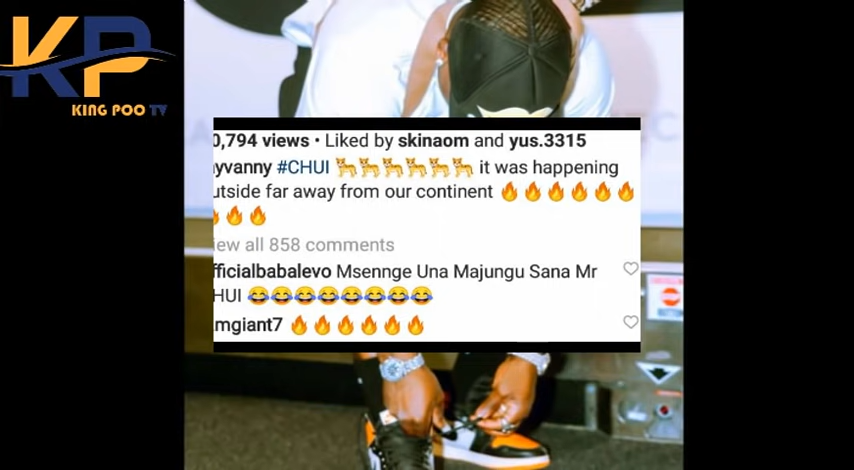 KP
KING POO TV
0,794 views • Liked by skinaom and yus.3315
yvanny #CHUI 🐆🐆🐆🐆🐆🐆 it was happening
utside far away from our continent 🔥🔥🔥🔥🔥🔥
🔥🔥🔥
iew all 858 comments
fficialbabalevo Msennge Una Majungu Sana Mr
HUI 😂😂😂😂😂😂😂😂
mgiant7 🔥🔥🔥🔥🔥🔥